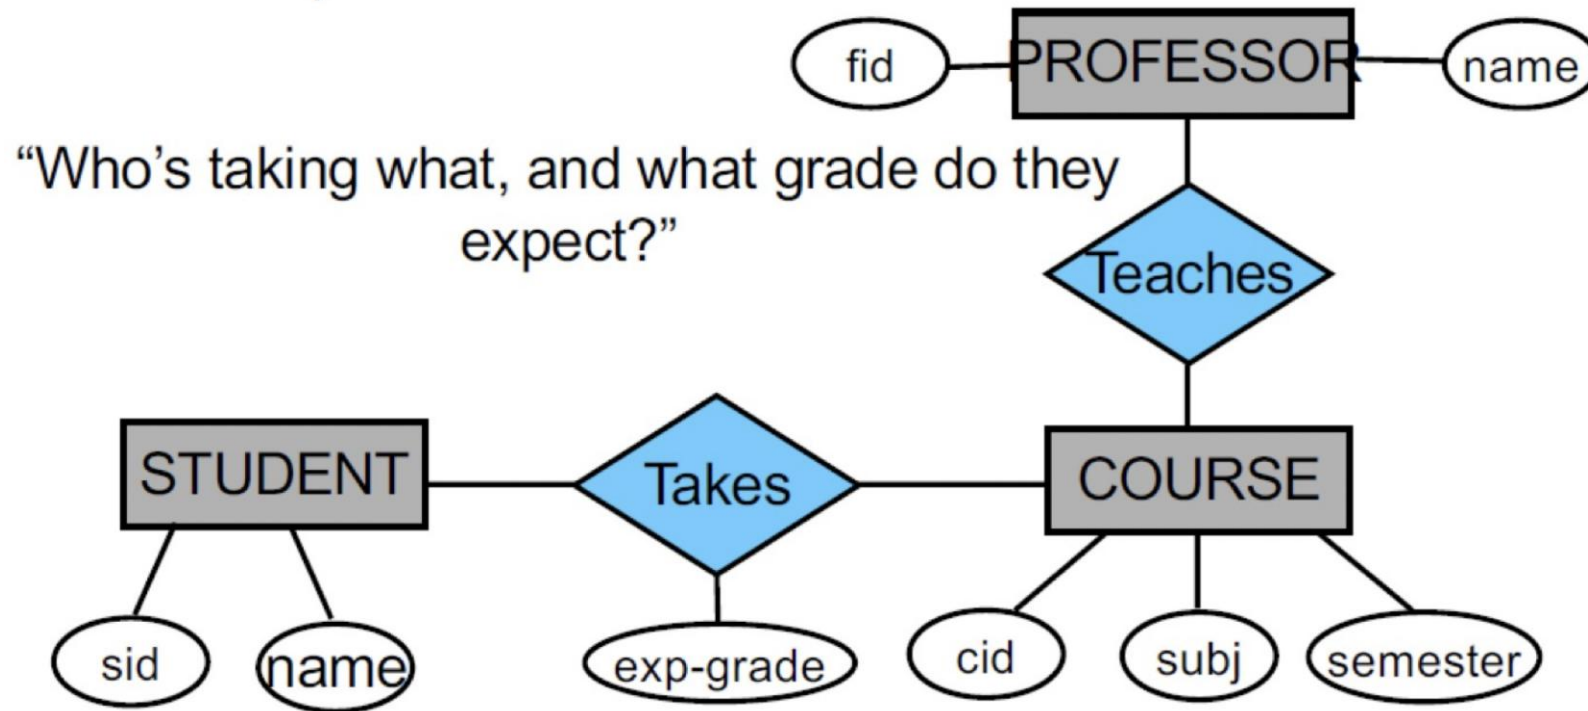 fid
PROFESSOR
name
“Who’s taking what, and what grade do they
expect?”
Teaches
STUDENT
Takes
COURSE
sid
name
exp-grade
cid
subj
semester